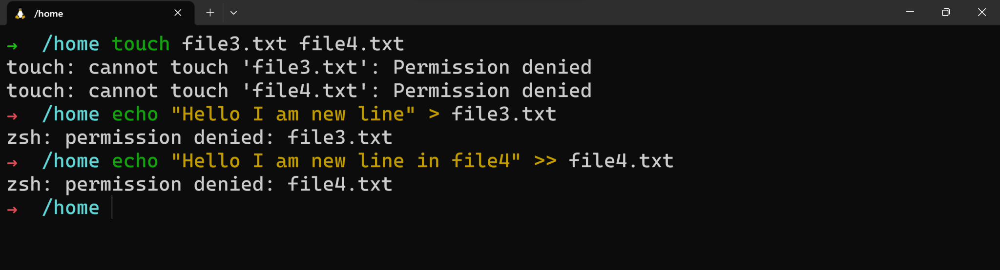 /home
→ /home touch file3.txt file4.txt
touch: cannot touch 'file3.txt': Permission denied
touch: cannot touch 'file4.txt': Permission denied
→ /home echo "Hello I am new line" > file3.txt
zsh: permission denied: file3.txt
→ /home echo "Hello I am new line in file4" >> file4.txt
zsh: permission denied: file4.txt
→ /home